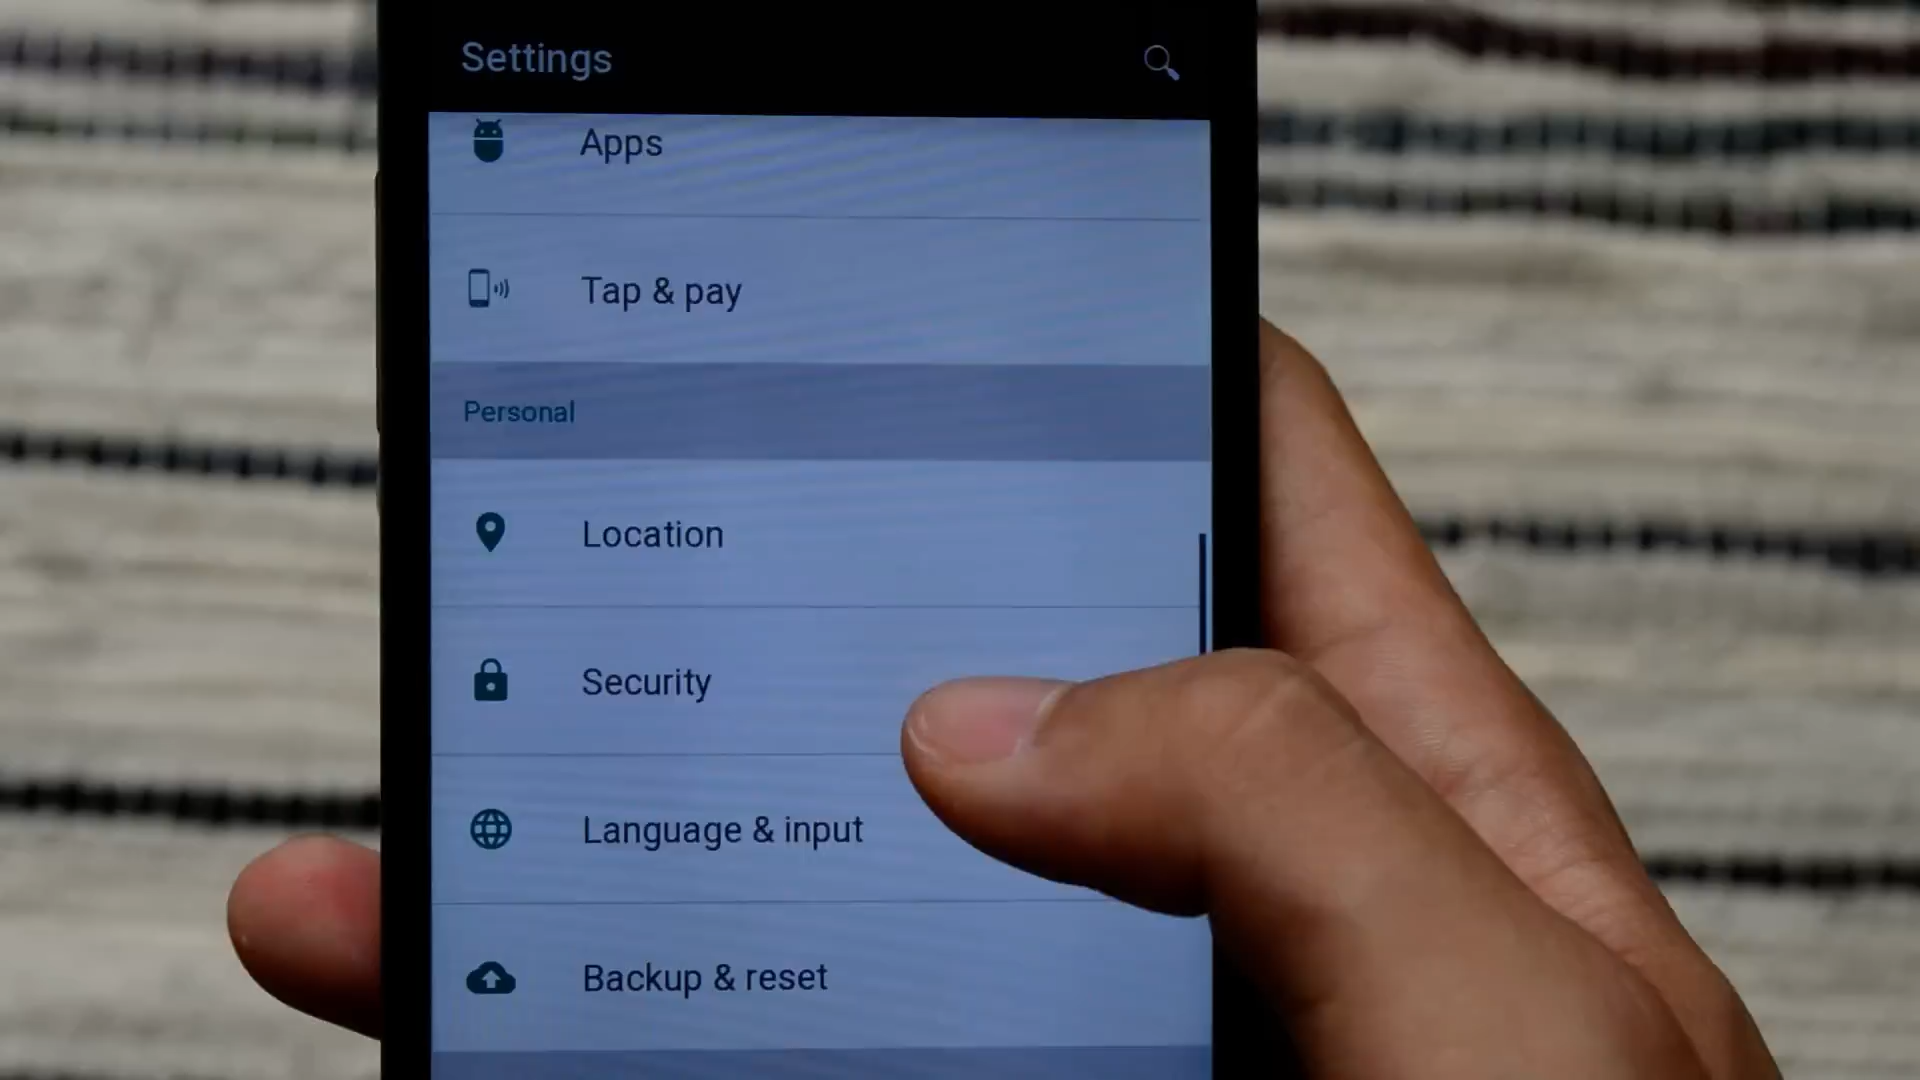 Settings
Apps
Tap & pay
Personal
Location
Security
Language & input
Backup & reset